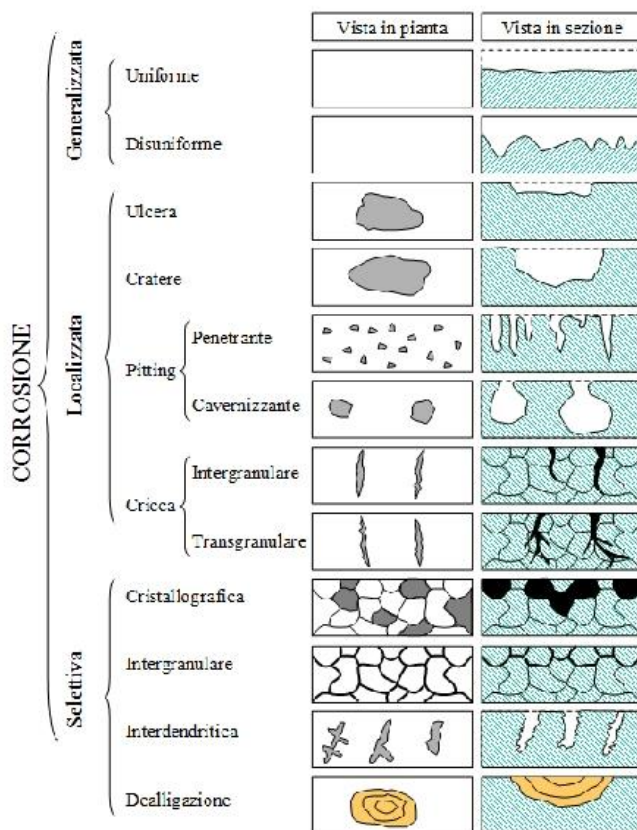 Vista in pianta
Vista in sezione
CORROSIONE
Generalizzata
Uniforme
Disuniforme
Localizzata
Ulcera
Cratere
Pitting
Penetrante
Cavernizzante
Cricca
Intergranulare
Transgranulare
Selettiva
Cristallografica
Intergranulare
Interdendritica
Dealligazione